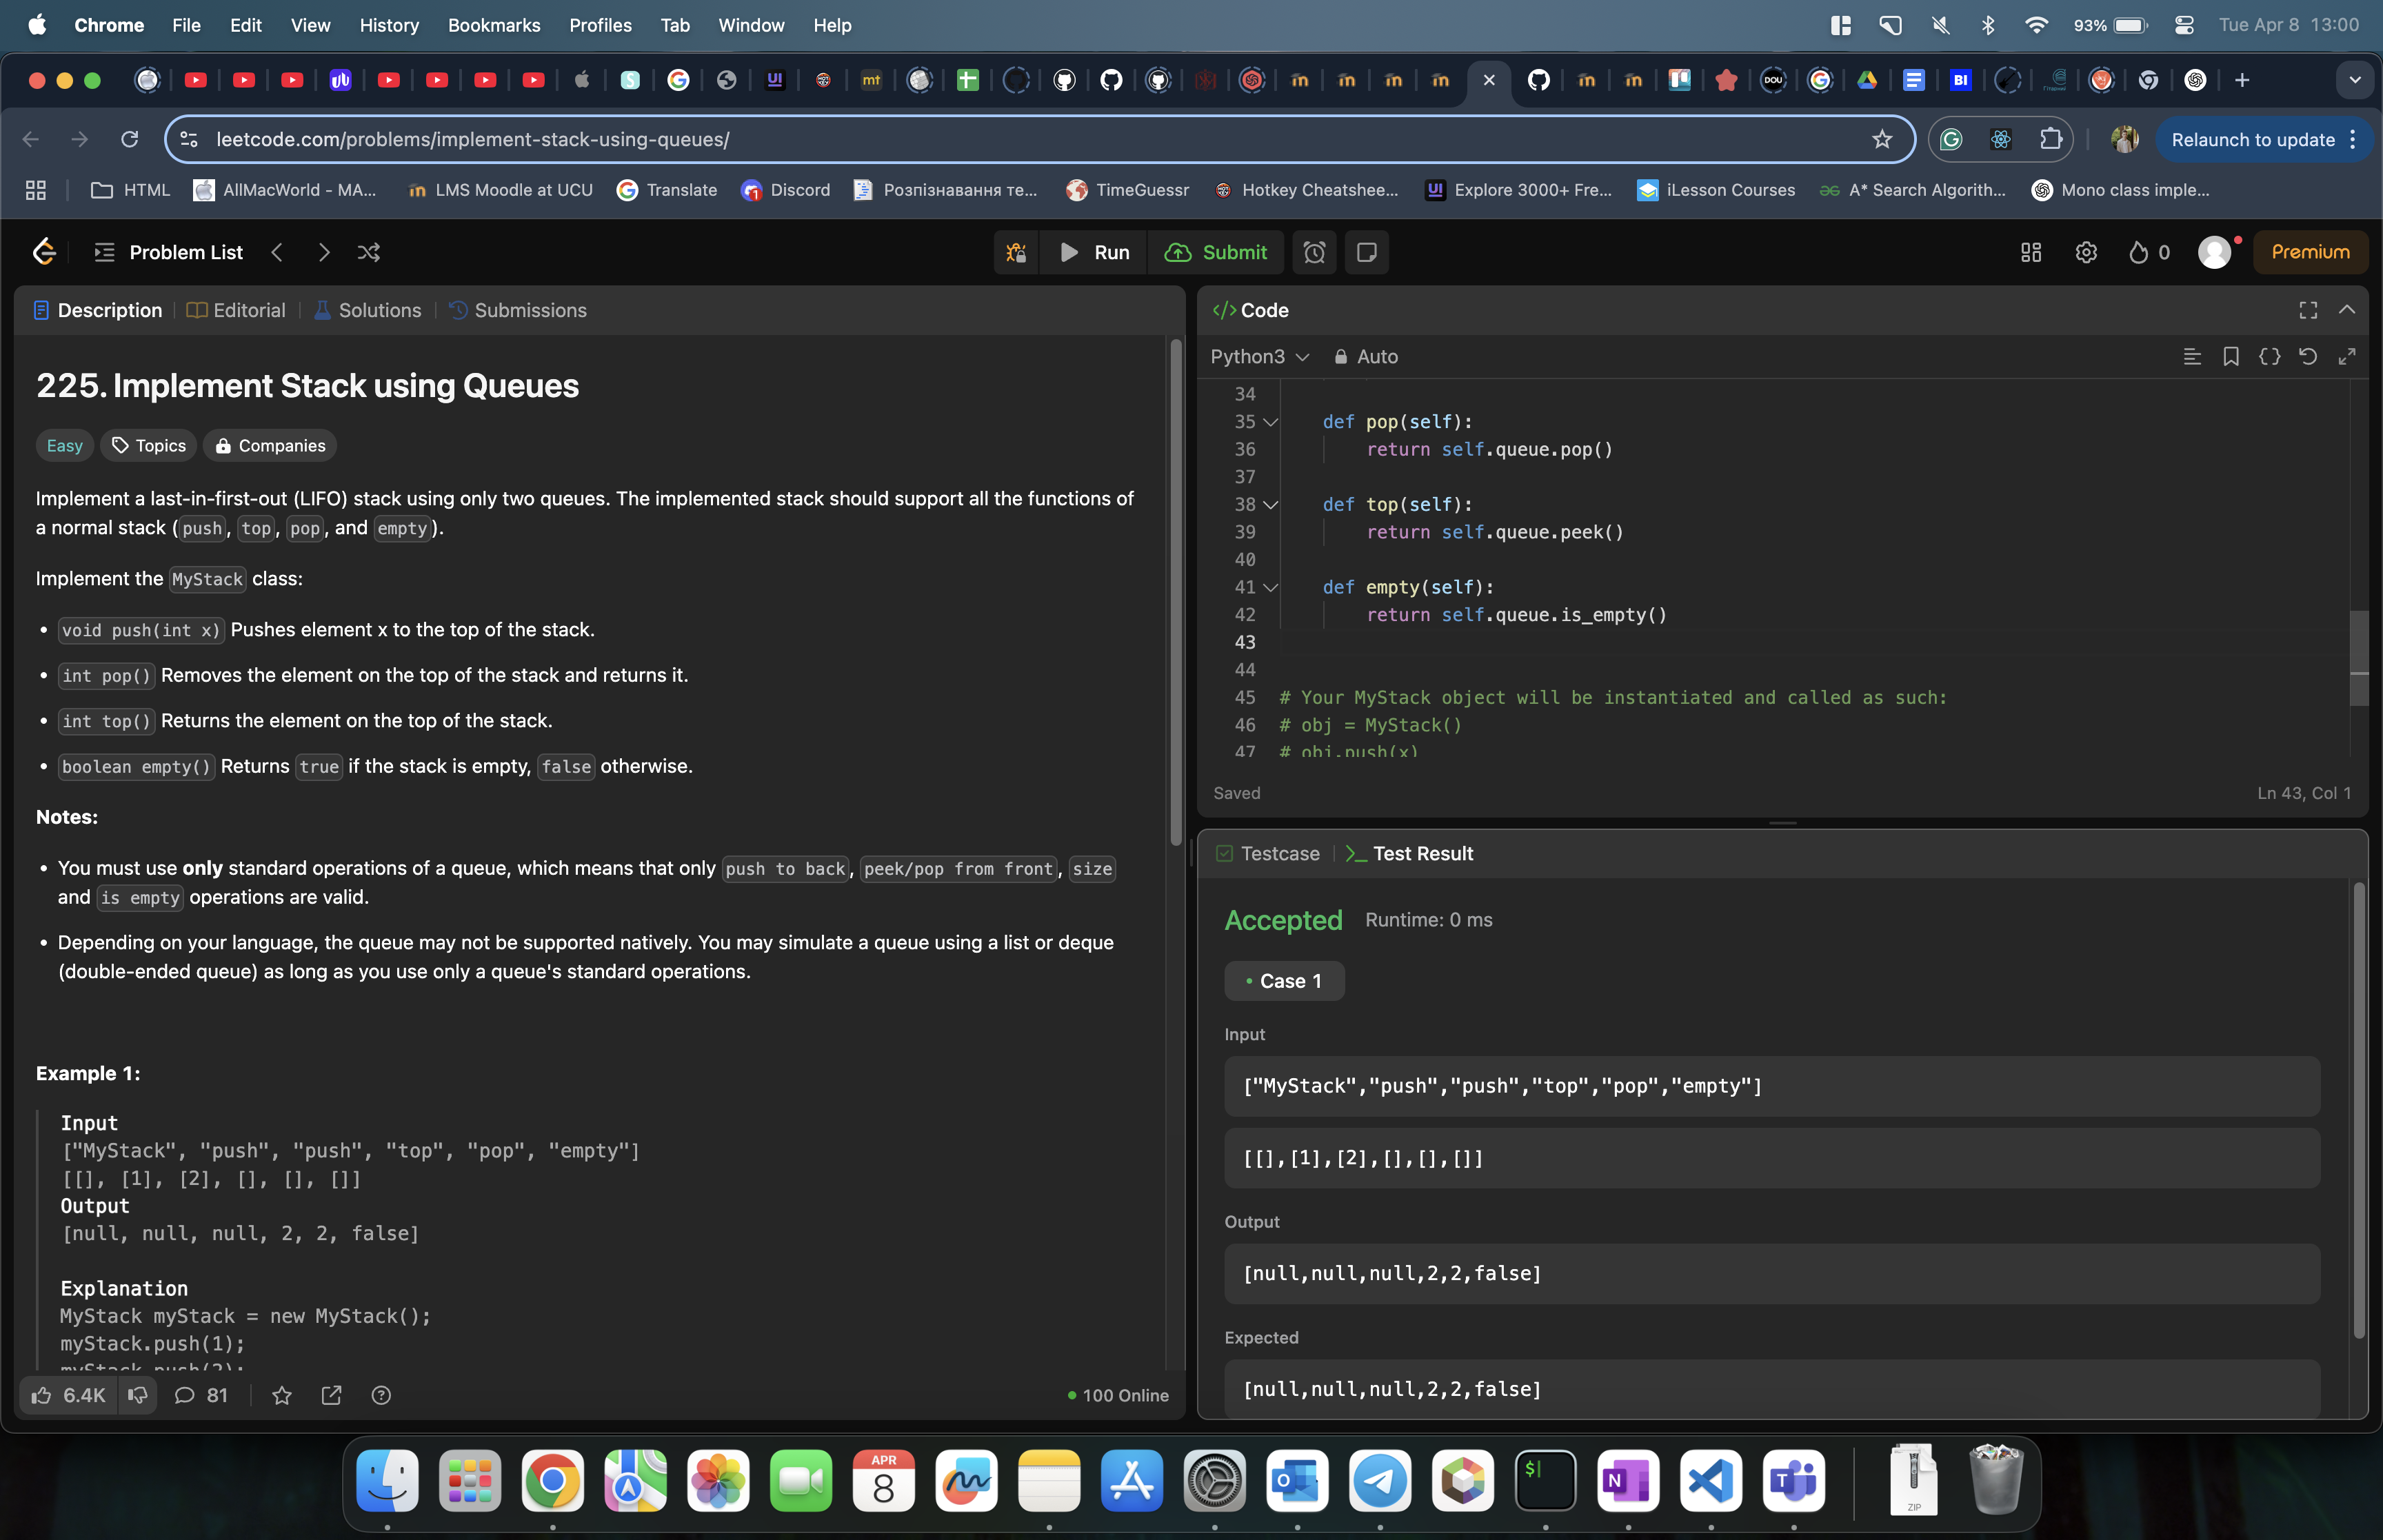 Chrome File Edit View History Bookmarks Profiles Tab Window Help 93% Tue Apr 8 13:00
leetcode.com/problems/implement-stack-using-queues/ Relaunch to update
HTML AllMacWorld - MA... LMS Moodle at UCU Translate Discord Розпізнавання те... TimeGuessr Hotkey Cheatshee... Explore 3000+ Fre... iLesson Courses A* Search Algorith... Mono class imple...
Problem List Run Submit 0 Premium
Description Editorial Solutions Submissions
225. Implement Stack using Queues
Easy Topics Companies
Implement a last-in-first-out (LIFO) stack using only two queues. The implemented stack should support all the functions of
a normal stack (push, top, pop, and empty).
Implement the MyStack class:
• void push(int x) Pushes element x to the top of the stack.
• int pop() Removes the element on the top of the stack and returns it.
• int top() Returns the element on the top of the stack.
• boolean empty() Returns true if the stack is empty, false otherwise.
Notes:
• You must use only standard operations of a queue, which means that only push to back, peek/pop from front, size
and is empty operations are valid.
• Depending on your language, the queue may not be supported natively. You may simulate a queue using a list or deque
(double-ended queue) as long as you use only a queue's standard operations.
Example 1:
Input
["MyStack", "push", "push", "top", "pop", "empty"]
[[], [1], [2], [], [], []]
Output
[null, null, null, 2, 2, false]
Explanation
MyStack myStack = new MyStack();
myStack.push(1);
myStack.push(2);
6.4K 81 100 Online
Code
Python3 Auto
34
35 def pop(self):
36 return self.queue.pop()
37
38 def top(self):
39 return self.queue.peek()
40
41 def empty(self):
42 return self.queue.is_empty()
43
44
45 # Your MyStack object will be instantiated and called as such:
46 # obj = MyStack()
47 # obj.push(x)
Saved Ln 43, Col 1
Testcase Test Result
Accepted Runtime: 0 ms
• Case 1
Input
["MyStack","push","push","top","pop","empty"]
[[],[1],[2],[],[],[]]
Output
[null,null,null,2,2,false]
Expected
[null,null,null,2,2,false]
APR
8
ZIP